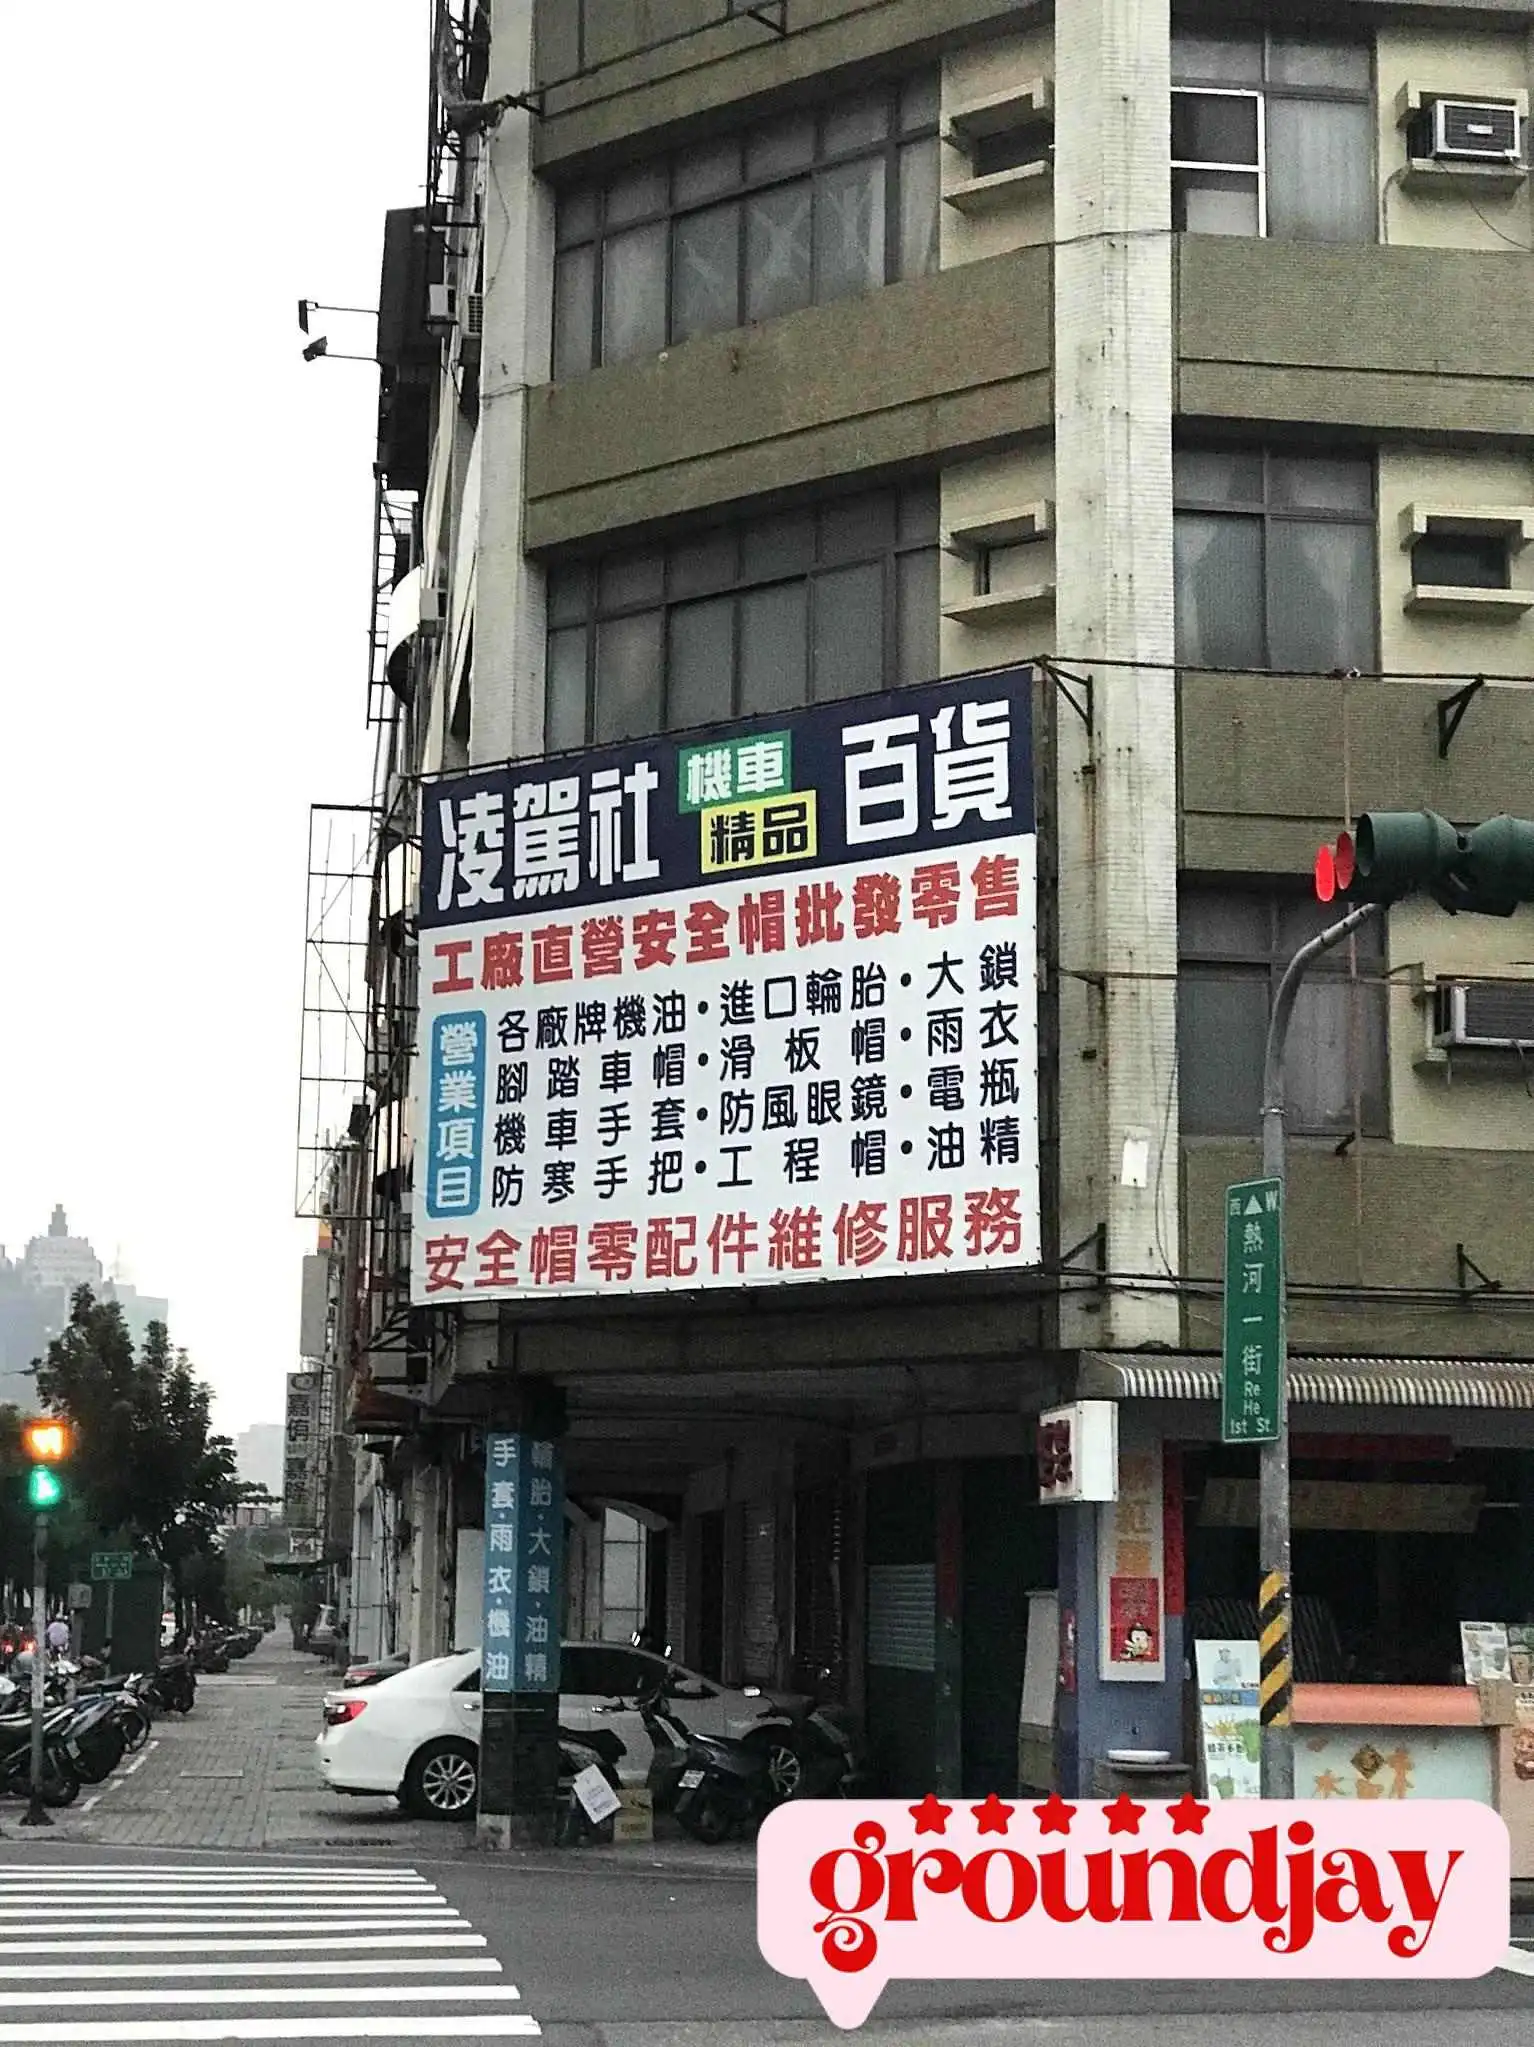 凌駕社 機車精品 百貨
工廠直營安全帽批發零售
營業項目
各廠牌機油・進口輪胎・大鎖
腳踏車帽・滑板帽・雨衣
機車手套・防風眼鏡・電瓶
防寒手把・工程帽・油精
安全帽零配件維修服務
西 W
熱河一街
Re He 1st St
手套・雨衣・機油
輪胎・大鎖・油精
groundjay